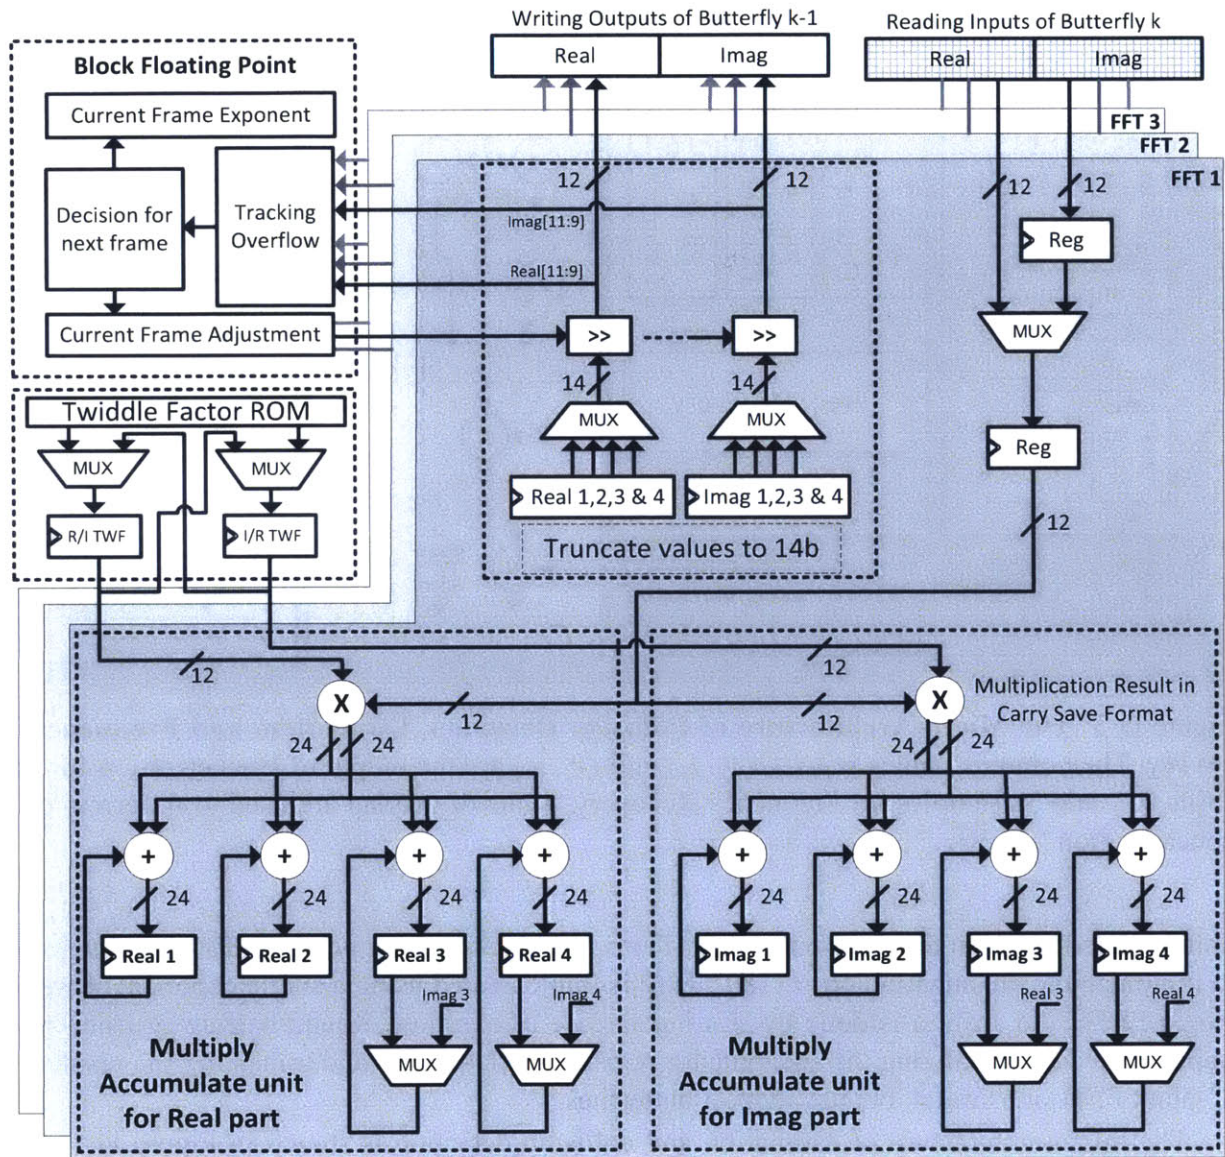 Writing Outputs of Butterfly k-1
Reading Inputs of Butterfly k
Real
Imag
Real
Imag
Block Floating Point
Current Frame Exponent
Decision for
next frame
Tracking
Overflow
Current Frame Adjustment
FFT 3
FFT 2
FFT 1
12
12
12
12
Imag[11:9]
Real[11:9]
Reg
MUX
>>
>>
14
14
MUX
MUX
Real 1,2,3 & 4
Imag 1,2,3 & 4
Truncate values to 14b
Reg
12
Twiddle Factor ROM
MUX
MUX
R/I TWF
I/R TWF
12
12
X
12
12
X
Multiplication Result in
Carry Save Format
24
24
24
24
+
+
+
+
+
+
+
+
24
24
24
24
24
24
24
24
Real 1
Real 2
Real 3
Real 4
Imag 1
Imag 2
Imag 3
Imag 4
Imag 3
Imag 4
Real 3
Real 4
MUX
MUX
MUX
MUX
Multiply
Accumulate unit
for Real part
Multiply
Accumulate unit
for Imag part